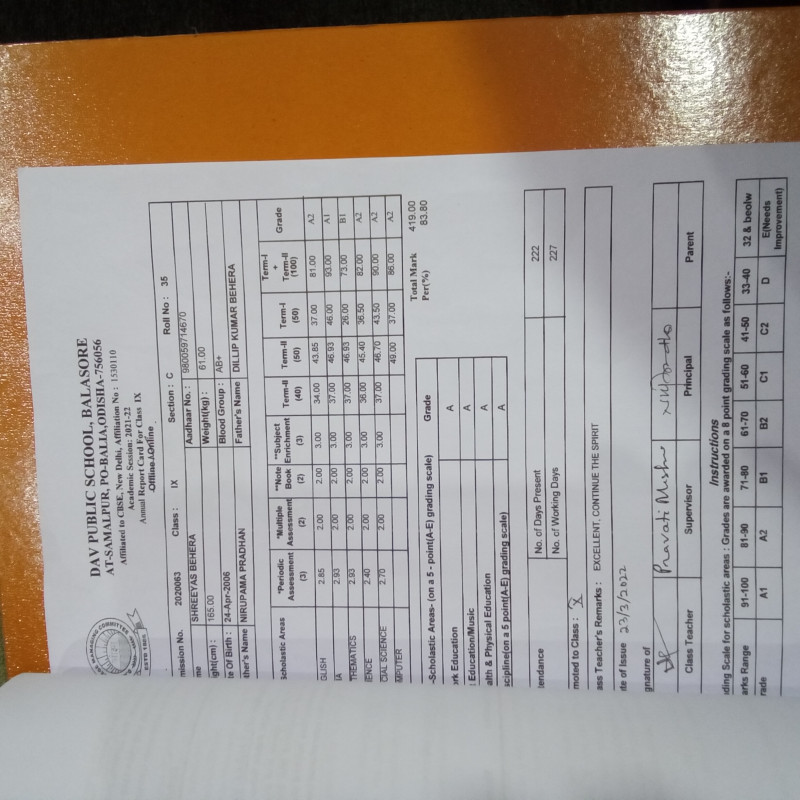 DAV PUBLIC SCHOOL, BALASORE
AT-SAMALPUR, PO-BALIA,ODISHA-756056
Affiliated to CBSE, New Delhi, Affiliation No : 1530110
Academic Session: 2021-22
Annual Report Card For Class IX
Offline /Online
mission No. 2020063 Class : IX Section : C Roll No : 35
me SHREEYAS BEHERA Aadhaar No. : 980059714670
ight(cm) : 165.00 Weight(kg) : 61.00
te Of Birth : 24-Apr-2006 Blood Group : AB+
ther's Name NIRUPAMA PRADHAN Father's Name DILLIP KUMAR BEHERA
scholastic Areas *Periodic Assessment (3) *Multiple Assessment (2) **Note Book (2) **Subject Enrichment (3) Term-II (40) Term-II (50) Term-I (50) Term-I + Term-II (100) Grade
GLISH 2.85 2.00 2.00 3.00 34.00 43.85 37.00 81.00 A2
IA 2.93 2.00 2.00 3.00 37.00 46.93 46.00 93.00 A1
THEMATICS 2.93 2.00 2.00 3.00 37.00 46.93 26.00 73.00 B1
IENCE 2.40 2.00 2.00 3.00 36.00 45.40 36.50 82.00 A2
CIAL SCIENCE 2.70 2.00 2.00 3.00 37.00 46.70 43.50 90.00 A2
MPUTER 49.00 37.00 86.00 A2
Total Mark 419.00
Per(%) 83.80
-Scholastic Areas- (on a 5 - point(A-E) grading scale) Grade
rk Education A
: Education/Music A
alth & Physical Education A
scipline(on a 5 point(A-E) grading scale) A
tendance No. of Days Present 222
No. of Working Days 227
moted to Class : X
ass Teacher's Remarks : EXCELLENT, CONTINUE THE SPIRIT
te of Issue 23/3/2022
gnature of
Class Teacher Supervisor Principal Parent
Instructions
ding Scale for scholastic areas : Grades are awarded on a 8 point grading scale as follows:-
arks Range 91-100 81-90 71-80 61-70 51-60 41-50 33-40 32 & beolw
rade A1 A2 B1 B2 C1 C2 D E(Needs Improvement)